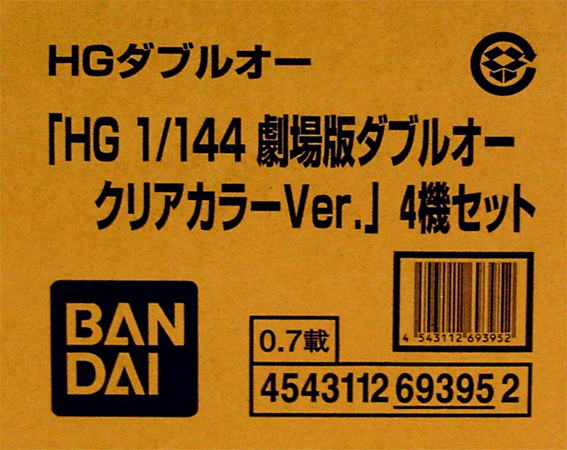 HGダブルオー
「HG 1/144 劇場版ダブルオー
クリアカラーVer.」 4機セット
BAN
DAI
0.7載
4543112 69395 2
4 543112 693952